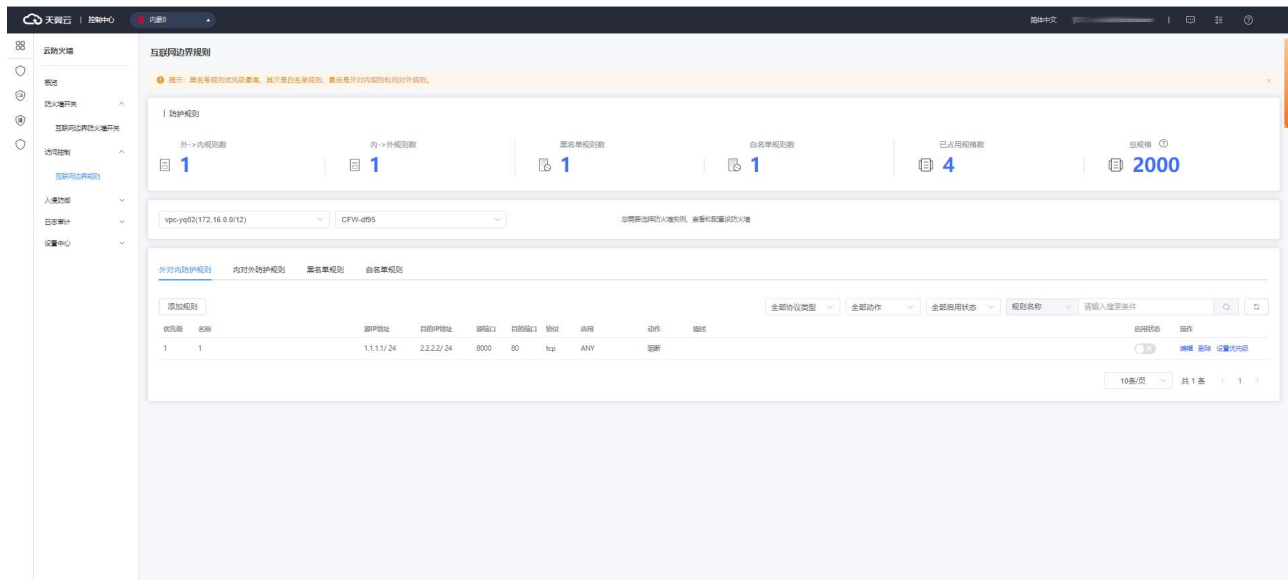 天翼云 | 控制中心 内蒙8 简体中文
云防火墙
概览
防火墙开关
互联网边界防火墙开关
访问控制
互联网边界规则
入侵防御
日志审计
设置中心
互联网边界规则
提示：黑名单规则优先级最高，其次是白名单规则，最后是外对内规则和内对外规则。
防护规则
外->内规则数 内->外规则数 黑名单规则数 白名单规则数 已占用规格数 总规格
1 1 1 1 4 2000
vpc-yq02(172.16.0.0/12) CFW-df95 您需要选择防火墙实例，查看和配置该防火墙
外对内防护规则 内对外防护规则 黑名单规则 白名单规则
添加规则 全部协议类型 全部动作 全部启用状态 规则名称 请输入搜索条件
优先级 名称 源IP地址 目的IP地址 源端口 目的端口 协议 应用 动作 描述 启用状态 操作
1 1 1.1.1.1/ 24 2.2.2.2/ 24 8000 80 tcp ANY 阻断 关 编辑 删除 设置优先级
10条/页 共 1 条 1